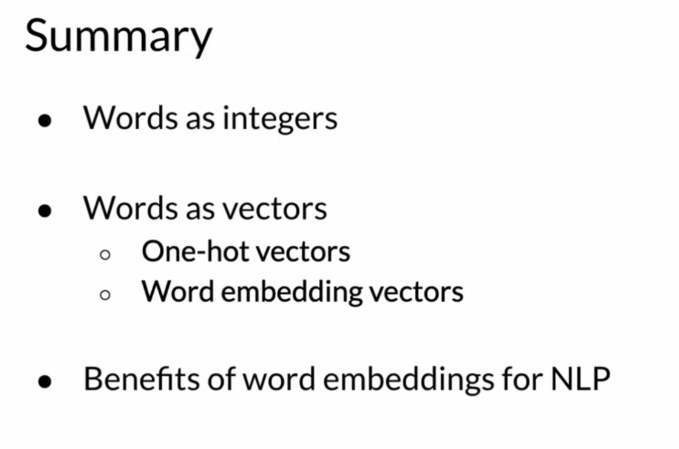 Summary
● Words as integers
● Words as vectors
○ One-hot vectors
○ Word embedding vectors
● Benefits of word embeddings for NLP